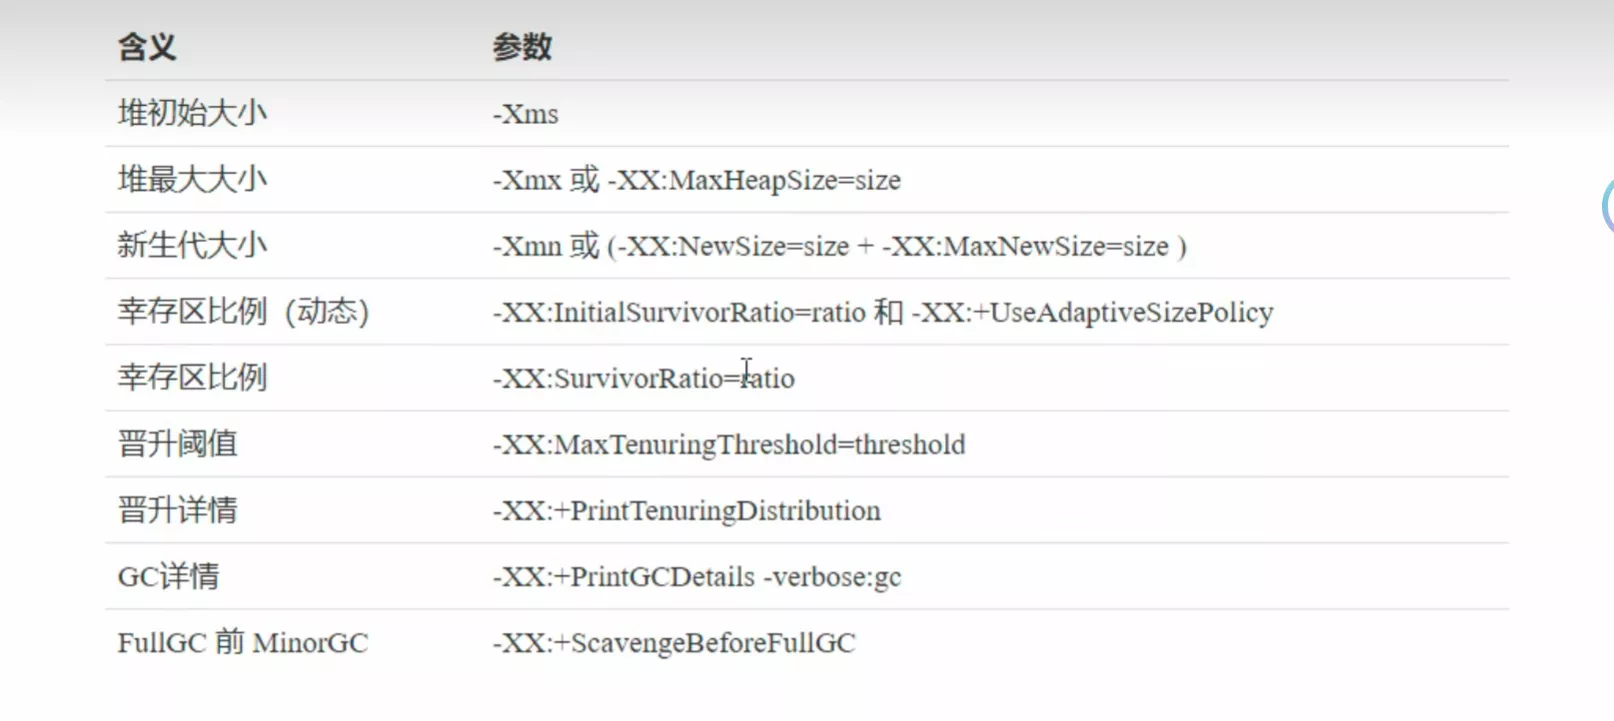 含义 参数
堆初始大小 -Xms
堆最大大小 -Xmx 或 -XX:MaxHeapSize=size
新生代大小 -Xmn 或 (-XX:NewSize=size + -XX:MaxNewSize=size )
幸存区比例（动态） -XX:InitialSurvivorRatio=ratio 和 -XX:+UseAdaptiveSizePolicy
幸存区比例 -XX:SurvivorRatio=ratio
晋升阈值 -XX:MaxTenuringThreshold=threshold
晋升详情 -XX:+PrintTenuringDistribution
GC详情 -XX:+PrintGCDetails -verbose:gc
FullGC 前 MinorGC -XX:+ScavengeBeforeFullGC